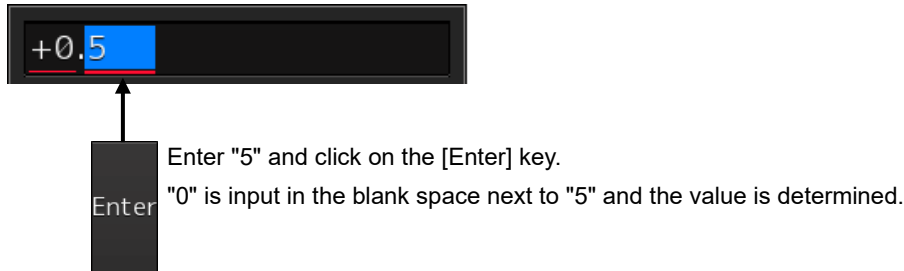 +0.5
Enter "5" and click on the [Enter] key.
"0" is input in the blank space next to "5" and the value is determined.
Enter